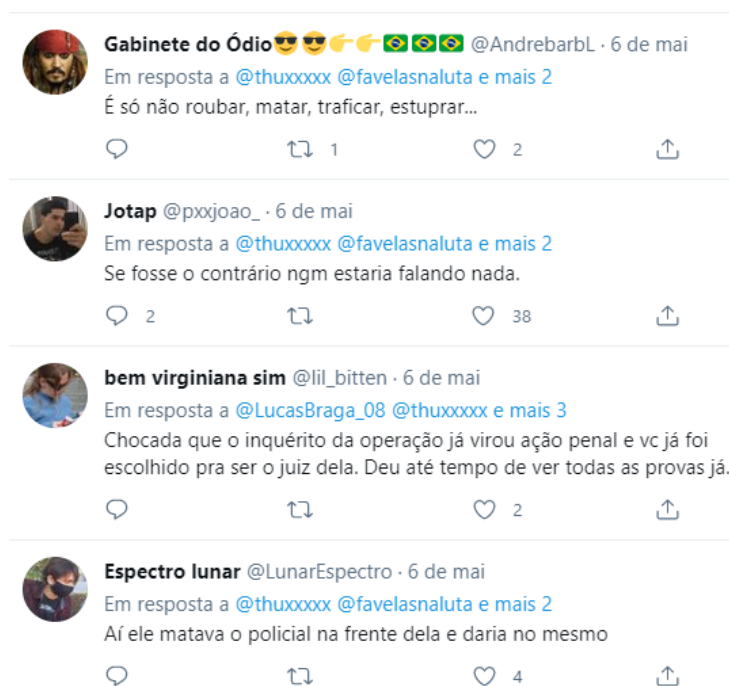 Gabinete do Ódio😎😎👉👉🇧🇷🇧🇷🇧🇷 @AndrebarbL · 6 de mai
Em resposta a @thuxxxxx @favelasnaluta e mais 2
É só não roubar, matar, traficar, estuprar...
1 2
Jotap @pxxjoao_ · 6 de mai
Em resposta a @thuxxxxx @favelasnaluta e mais 2
Se fosse o contrário ngm estaria falando nada.
2 38
bem virginiana sim @lil_bitten · 6 de mai
Em resposta a @LucasBraga_08 @thuxxxxx e mais 3
Chocada que o inquérito da operação já virou ação penal e vc já foi
escolhido pra ser o juiz dela. Deu até tempo de ver todas as provas já.
2
Espectro lunar @LunarEspectro · 6 de mai
Em resposta a @thuxxxxx @favelasnaluta e mais 2
Aí ele matava o policial na frente dela e daria no mesmo
4